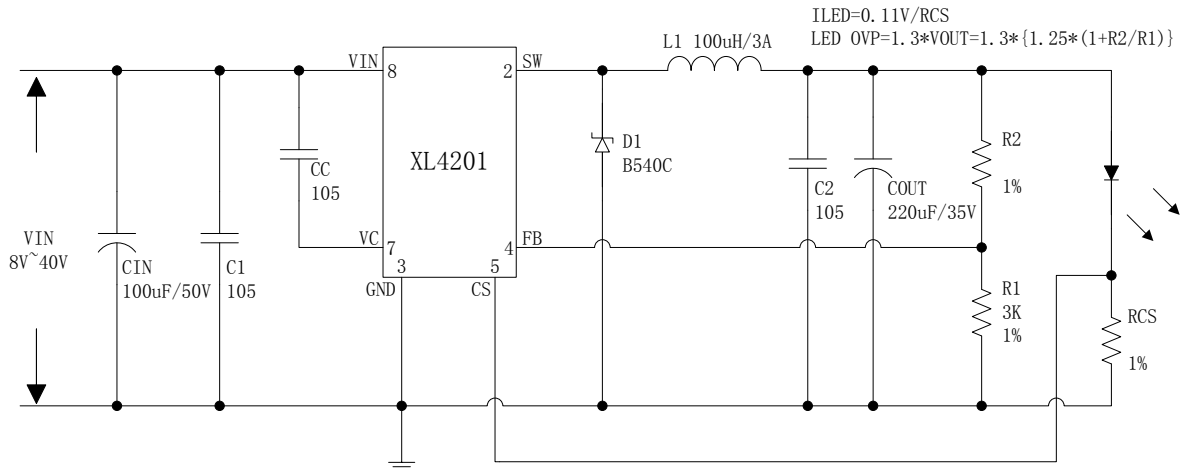 ILED=0.11V/RCS
LED OVP=1.3*VOUT=1.3*{1.25*(1+R2/R1)}
L1 100uH/3A
VIN
8
2
SW
XL4201
CC
105
D1
B540C
R2
1%
C2
105
COUT
220uF/35V
VIN
8V~40V
CIN
100uF/50V
C1
105
VC
7
3
GND
5
CS
4
FB
R1
3K
1%
RCS
1%